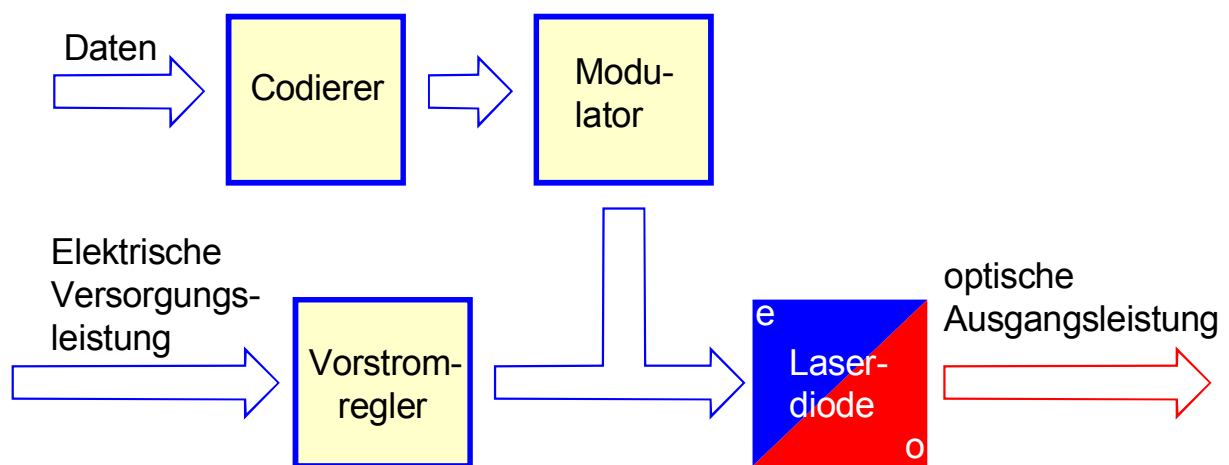 Daten
Codierer
Modu-
lator
Elektrische
Versorgungs-
leistung
Vorstrom-
regler
e
Laser-
diode
o
optische
Ausgangsleistung